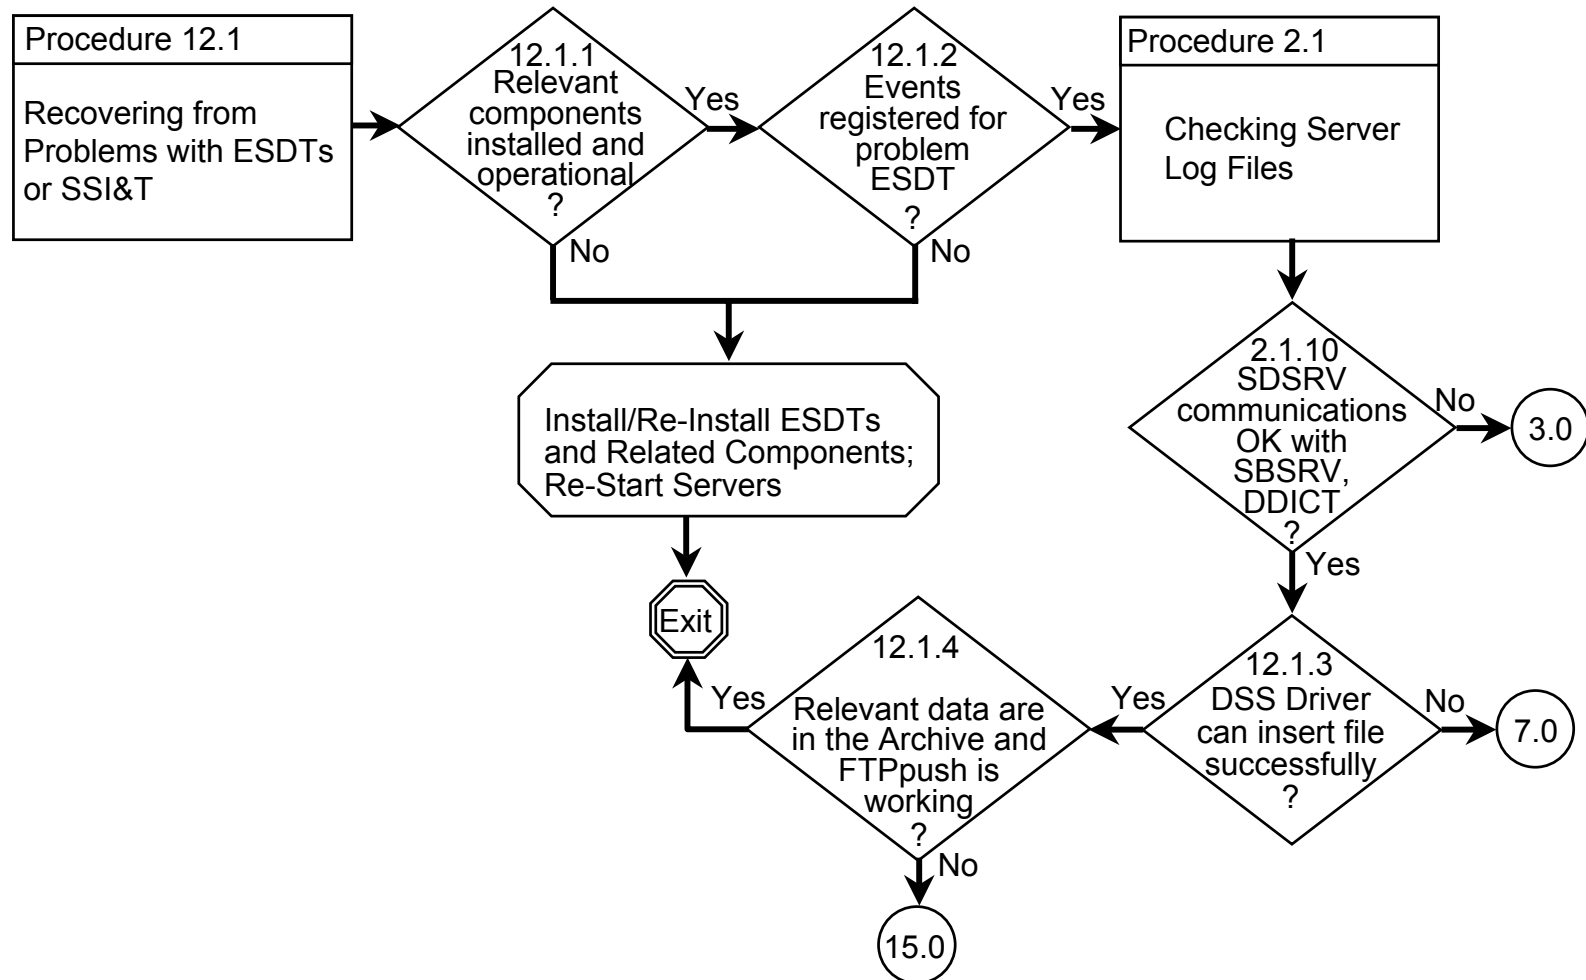 Procedure 12.1
Recovering from
Problems with ESDTs
or SSI&T
12.1.1
Relevant
components
installed and
operational
?
Yes
No
12.1.2
Events
registered for
problem
ESDT
?
Yes
No
Procedure 2.1
Checking Server
Log Files
2.1.10
SDSRV
communications
OK with
SBSRV,
DDICT
?
No
3.0
Yes
Install/Re-Install ESDTs
and Related Components;
Re-Start Servers
Exit
12.1.3
DSS Driver
can insert file
successfully
?
No
7.0
Yes
12.1.4
Relevant data are
in the Archive and
FTPpush is
working
?
Yes
No
15.0